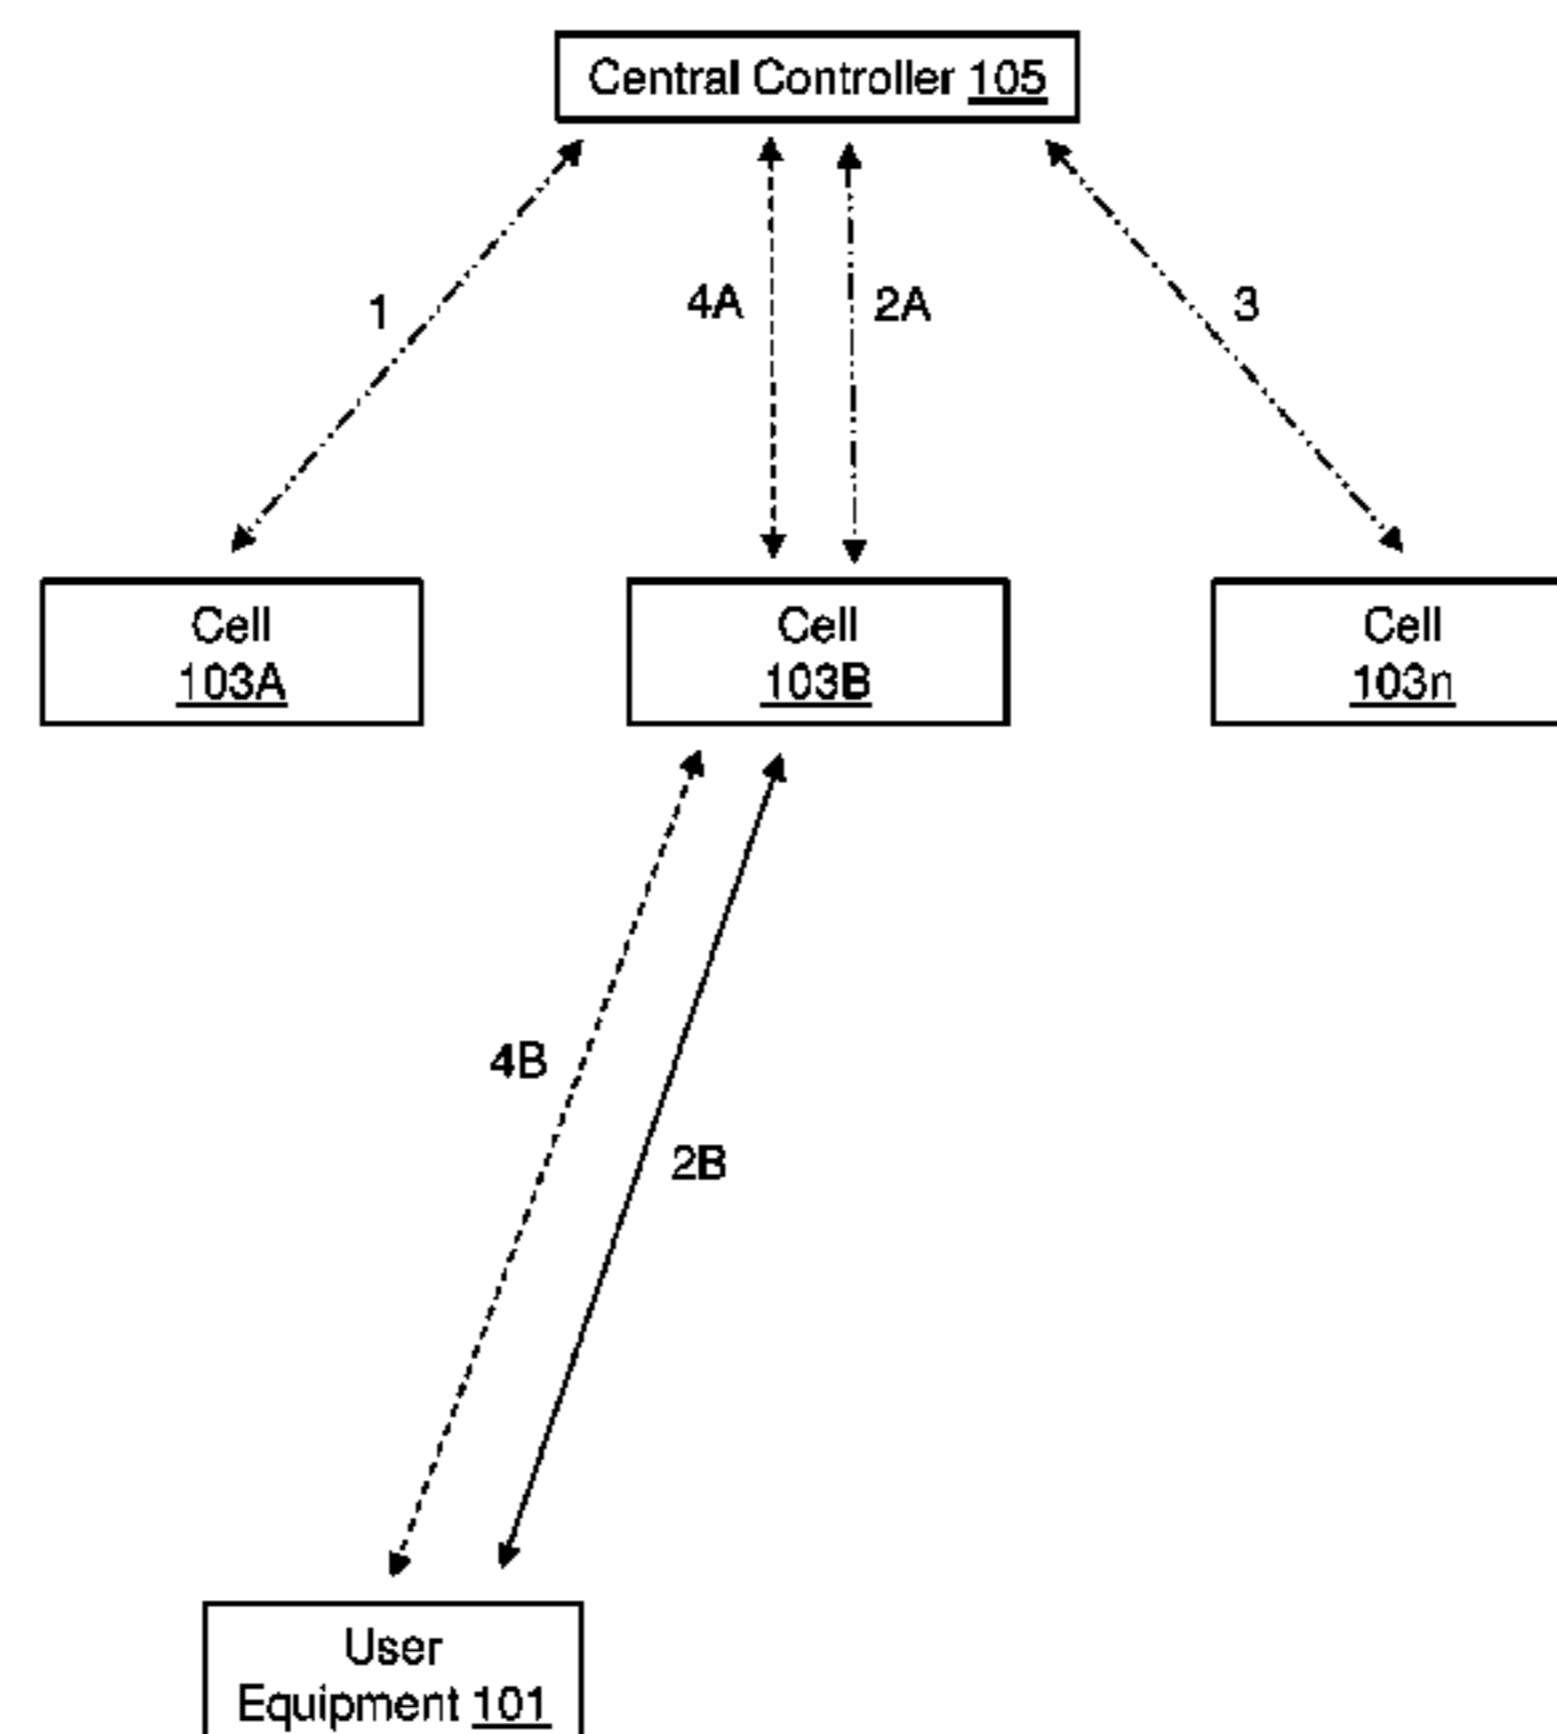 Central Controller 105
1
4A
2A
3
Cell
103A
Cell
103B
Cell
103n
4B
2B
User
Equipment 101